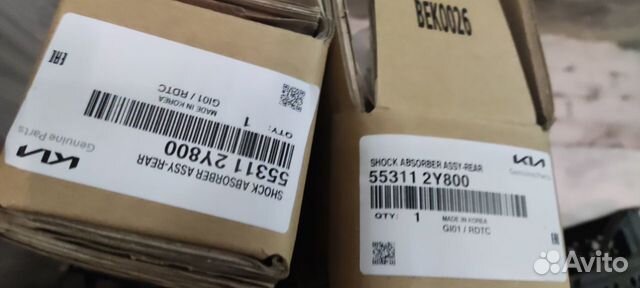 KIA
Genuine Parts
SHOCK ABSORBER ASSY-REAR
55311 2Y800
QTY: 1
MADE IN KOREA
GI01 / RDTC
EAC
BEK0026
SHOCK ABSORBER ASSY-REAR
KIA
Genuine Parts
55311 2Y800
QTY: 1
MADE IN KOREA
GI01 / RDTC
EAC
Avito